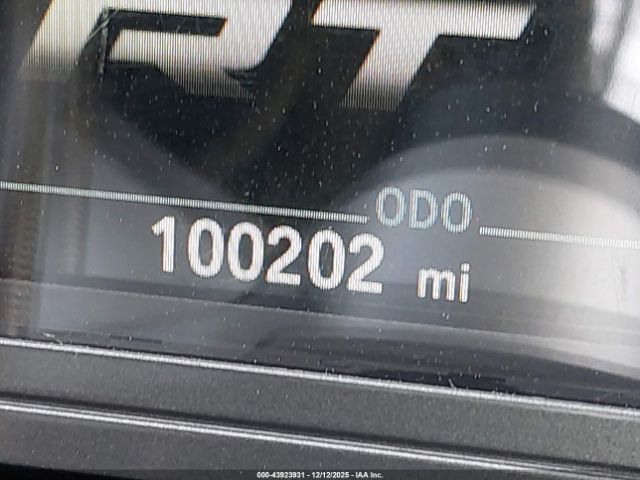 RT
ODO
100202 mi
000-43923931 - 12/12/2025 - IAA Inc.